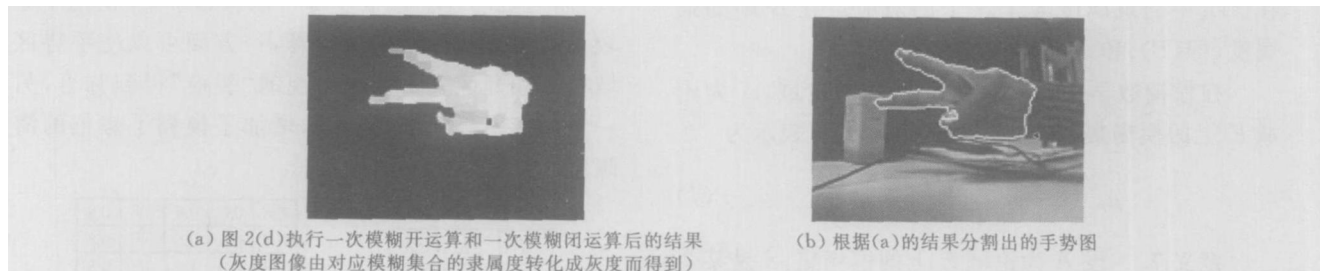 (a) 图 2(d)执行一次模糊开运算和一次模糊闭运算后的结果
(灰度图像由对应模糊集合的隶属度转化成灰度而得到)
(b) 根据(a)的结果分割出的手势图